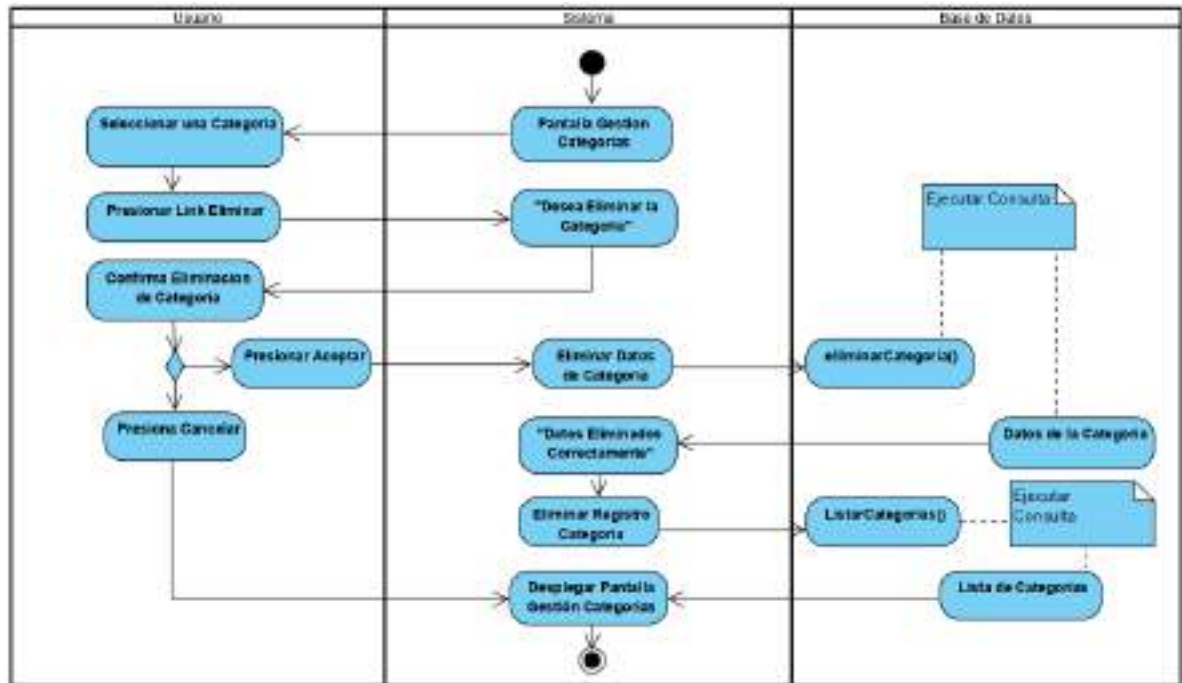 Usuario
Sistema
Base de Datos
Seleccionar una Categoria
Pantalla Gestion
Categorias
Presionar Link Eliminar
"Desea Eliminar la
Categoria"
Ejecutar Consulta
Confirma Eliminacion
de Categoria
Presionar Aceptar
Eliminar Datos
de Categoria
eliminarCategoria()
Presiona Cancelar
"Datos Eliminados
Correctamente"
Datos de la Categoria
Eliminar Registro
Categoria
ListarCategorias()
Ejecutar
Consulta
Desplegar Pantalla
Gestión Categorias
Lista de Categorias